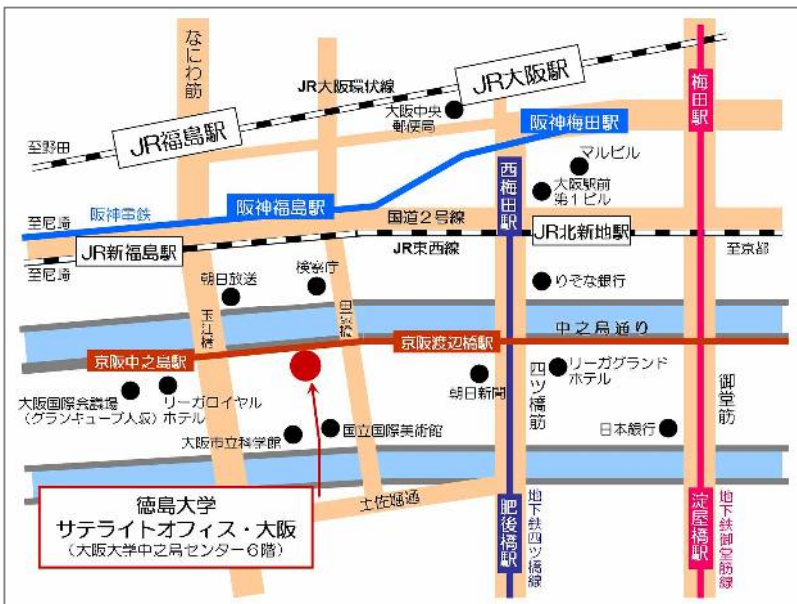 なにわ筋
JR大阪環状線
JR大阪駅
梅田駅
JR福島駅
大阪中央
郵便局
阪神梅田駅
至野田
マルビル
大阪駅前
第1ビル
西梅田駅
阪神電鉄
阪神福島駅
至尼崎
国道2号線
JR新福島駅
至尼崎
JR東西線
JR北新地駅
至京都
朝日放送
検察庁
りそな銀行
玉江橋
中之島通り
京阪中之島駅
京阪渡辺橋駅
大阪国際会議場
リーガロイヤル
ホテル
朝日新聞
四ツ橋筋
リーガグランド
ホテル
御堂筋
大阪市立科学館
国立国際美術館
日本銀行
土佐堀通
徳島大学
サテライトオフィス・大阪
(大阪大学中之島センター6階)
肥後橋駅
地下鉄四ツ橋線
淀屋橋駅
地下鉄御堂筋線